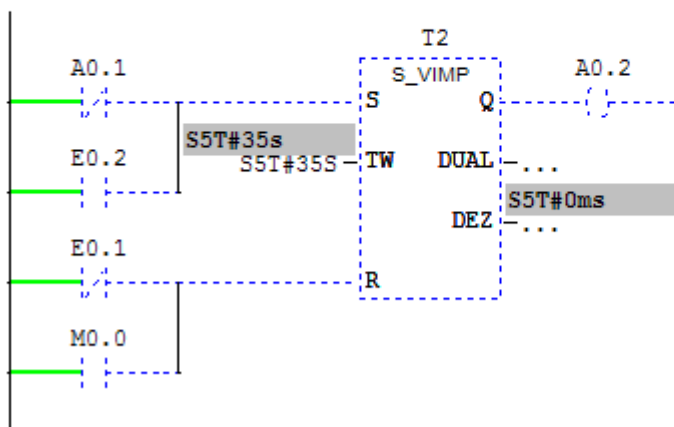 T2
A0.1
S_VIMP
A0.2
S
Q
S5T#35s
E0.2
S5T#35S
TW
DUAL
...
S5T#0ms
DEZ
...
E0.1
R
M0.0